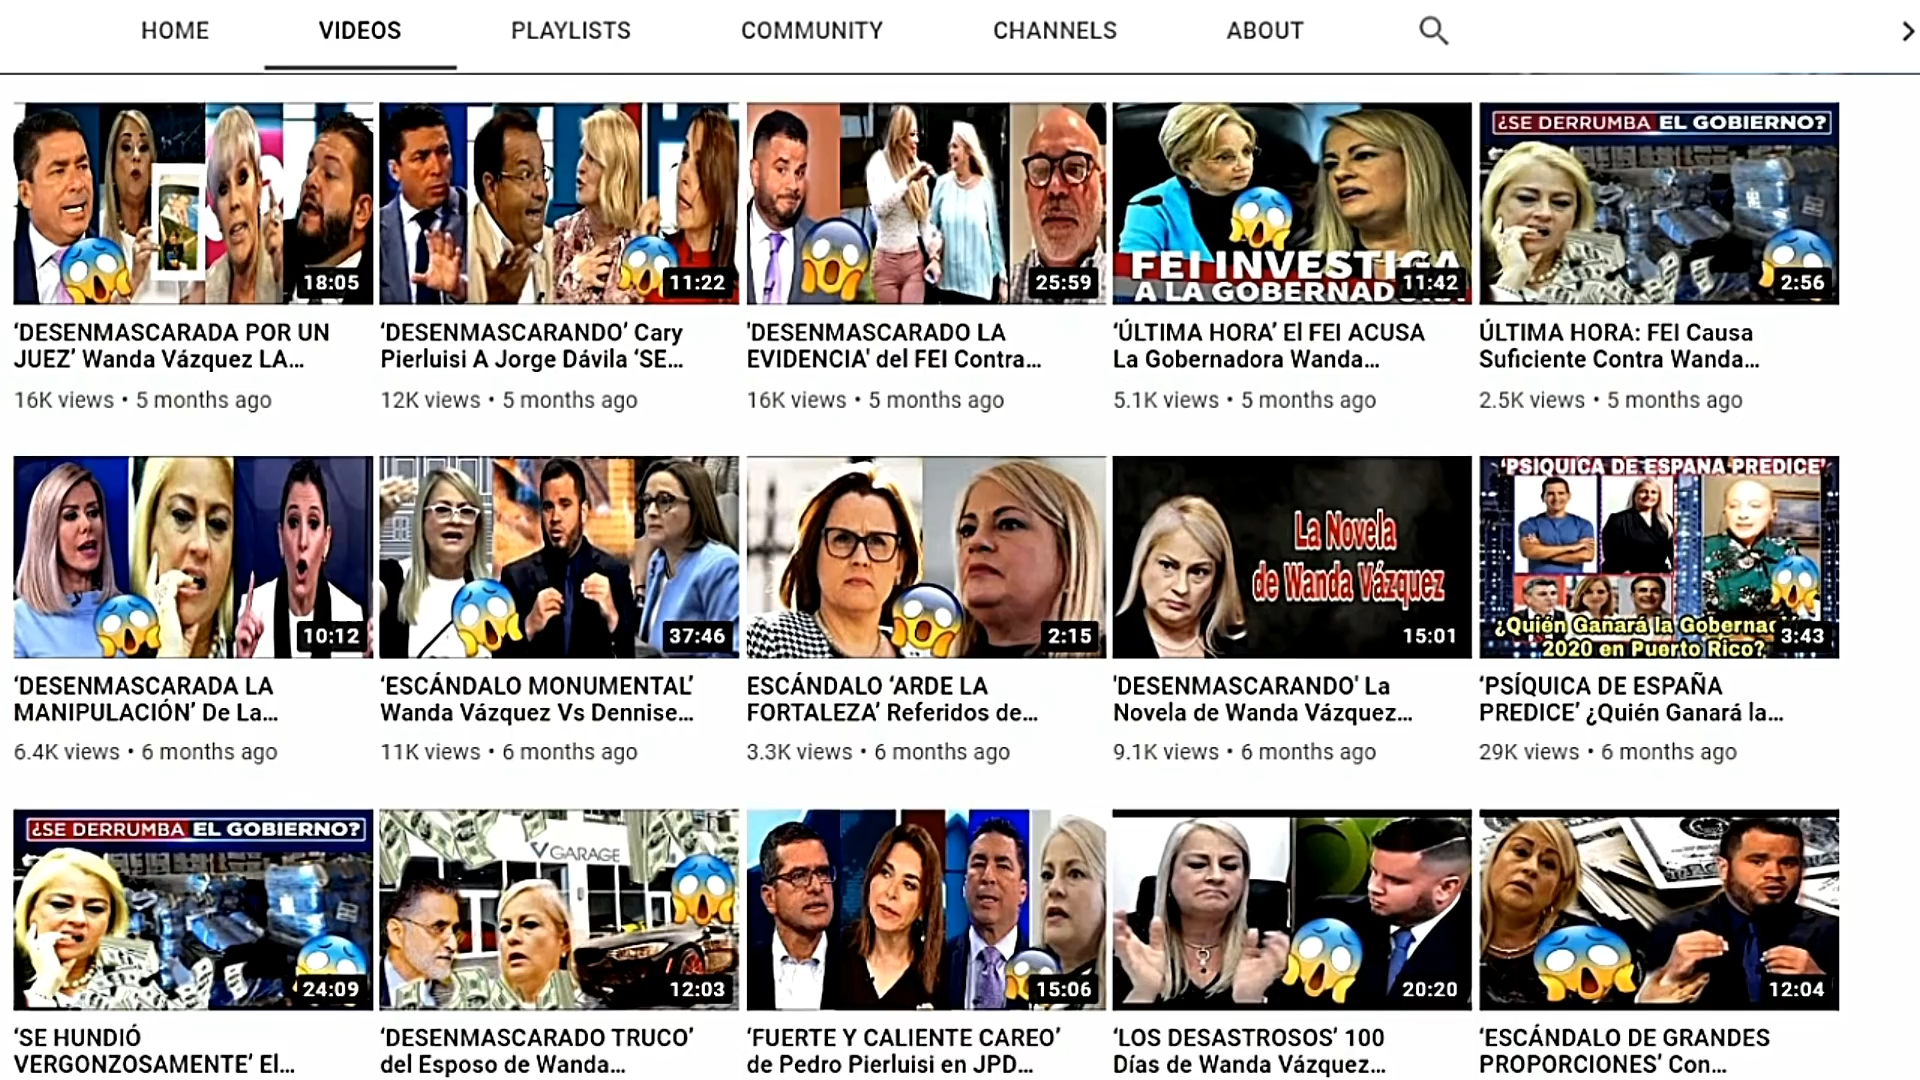 HOME VIDEOS PLAYLISTS COMMUNITY CHANNELS ABOUT
18:05
11:22
25:59
FEI INVESTIGA
A LA GOBERNAD
11:42
¿SE DERRUMBA EL GOBIERNO?
2:56
‘DESENMASCARADA POR UN
JUEZ’ Wanda Vázquez LA...
16K views • 5 months ago
‘DESENMASCARANDO’ Cary
Pierluisi A Jorge Dávila ‘SE...
12K views • 5 months ago
'DESENMASCARADO LA
EVIDENCIA' del FEI Contra...
16K views • 5 months ago
‘ÚLTIMA HORA’ El FEI ACUSA
La Gobernadora Wanda...
5.1K views • 5 months ago
ÚLTIMA HORA: FEI Causa
Suficiente Contra Wanda...
2.5K views • 5 months ago
10:12
37:46
2:15
La Novela
de Wanda Vázquez
15:01
‘PSIQUICA DE ESPAÑA PREDICE’
¿Quién Ganará la Gobernac
2020 en Puerto Rico?
3:43
‘DESENMASCARADA LA
MANIPULACIÓN’ De La...
6.4K views • 6 months ago
‘ESCÁNDALO MONUMENTAL’
Wanda Vázquez Vs Dennise...
11K views • 6 months ago
ESCÁNDALO ‘ARDE LA
FORTALEZA’ Referidos de...
3.3K views • 6 months ago
'DESENMASCARANDO' La
Novela de Wanda Vázquez...
9.1K views • 6 months ago
‘PSÍQUICA DE ESPAÑA
PREDICE’ ¿Quién Ganará la...
29K views • 6 months ago
¿SE DERRUMBA EL GOBIERNO?
24:09
GARAGE
12:03
15:06
20:20
12:04
‘SE HUNDIÓ
VERGONZOSAMENTE’ El...
‘DESENMASCARADO TRUCO’
del Esposo de Wanda...
‘FUERTE Y CALIENTE CAREO’
de Pedro Pierluisi en JPD...
‘LOS DESASTROSOS’ 100
Días de Wanda Vázquez...
‘ESCÁNDALO DE GRANDES
PROPORCIONES’ Con...